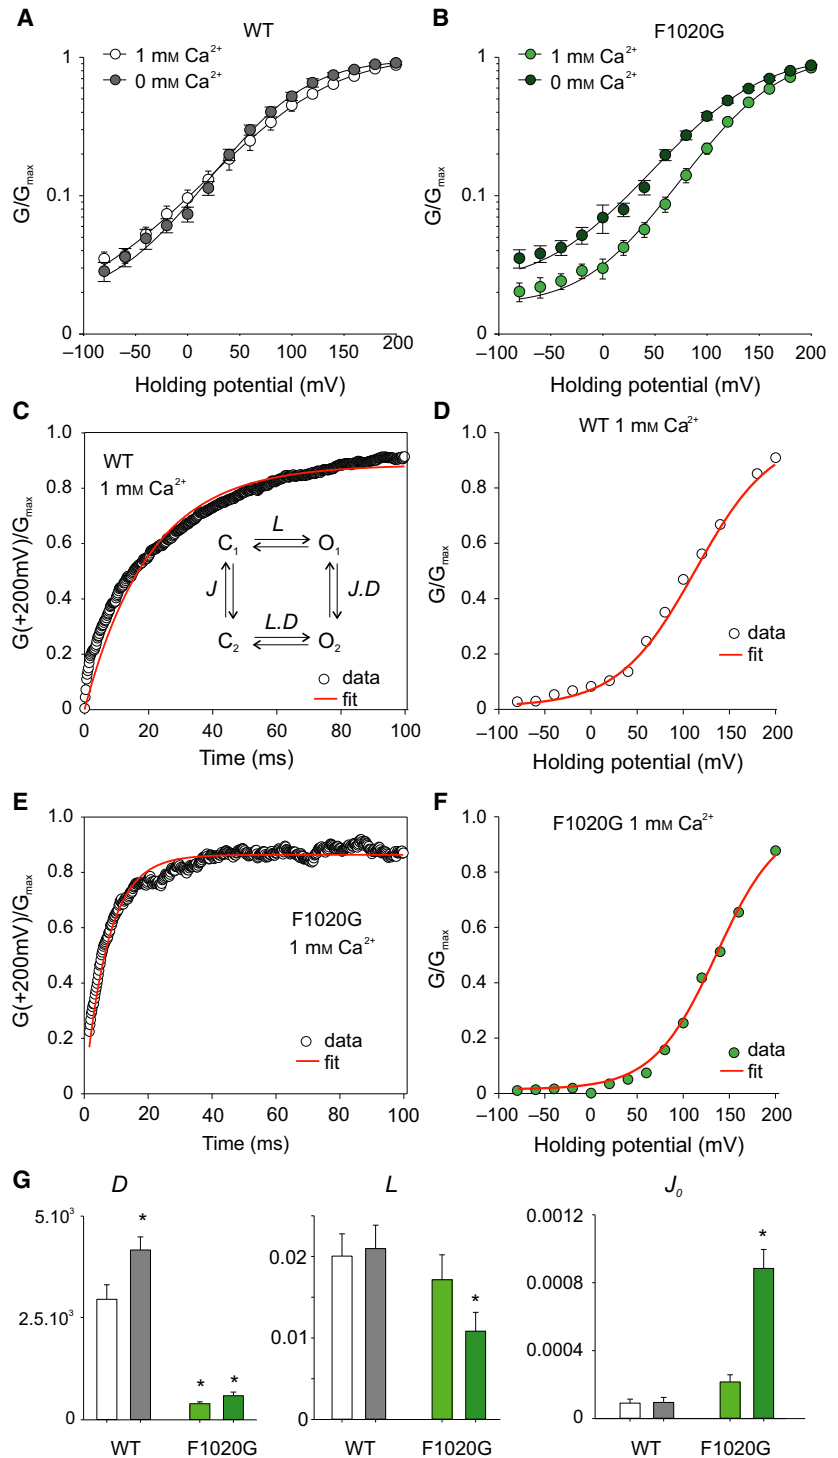 A
WT
1 mM Ca²⁺
0 mM Ca²⁺
1
0.1
0
G/Gmax
−100 −50 0 50 100 150 200
Holding potential (mV)
B
F1020G
1 mM Ca²⁺
0 mM Ca²⁺
1
0.1
0
G/Gmax
−100 −50 0 50 100 150 200
Holding potential (mV)
C
WT
1 mM Ca²⁺
1.0
0.8
0.6
0.4
0.2
0
G(+200mV)/Gmax
L
C₁ O₁
J J.D
L.D
C₂ O₂
data
fit
0 20 40 60 80 100
Time (ms)
D
WT 1 mM Ca²⁺
1.0
0.8
0.6
0.4
0.2
0
G/Gmax
data
fit
−100 −50 0 50 100 150 200
Holding potential (mV)
E
1.0
0.8
0.6
0.4
0.2
0
G(+200mV)/Gmax
F1020G
1 mM Ca²⁺
data
fit
0 20 40 60 80 100
Time (ms)
F
F1020G 1 mM Ca²⁺
1.0
0.8
0.6
0.4
0.2
0
G/Gmax
data
fit
−100 −50 0 50 100 150 200
Holding potential (mV)
G
D
5.10³
2.5.10³
0
*
* *
WT F1020G
L
0.02
0.01
0
*
WT F1020G
J₀
0.0012
0.0008
0.0004
0
*
WT F1020G